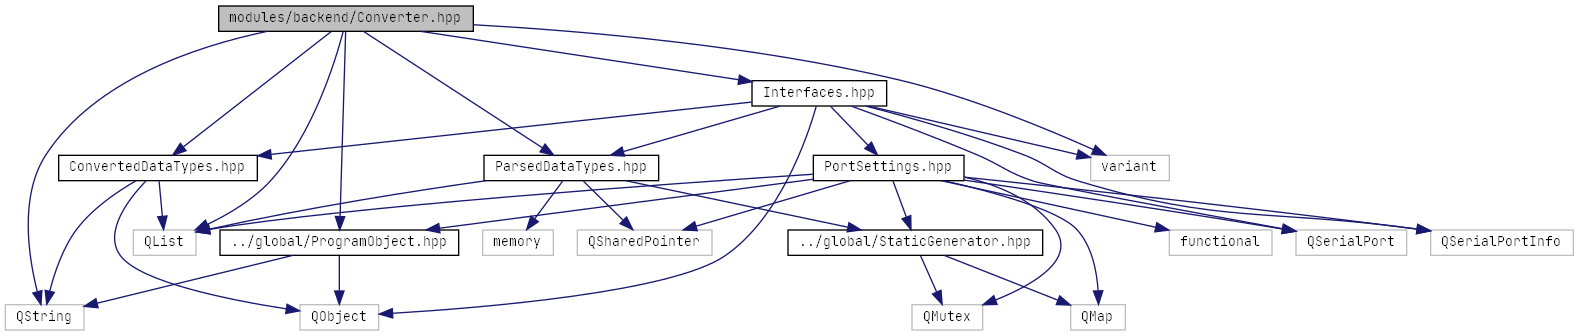 modules/backend/Converter.hpp
Interfaces.hpp
ConvertedDataTypes.hpp
ParsedDataTypes.hpp
PortSettings.hpp
variant
QList
../global/ProgramObject.hpp
memory
QSharedPointer
../global/StaticGenerator.hpp
functional
QSerialPort
QSerialPortInfo
QString
QObject
QMutex
QMap